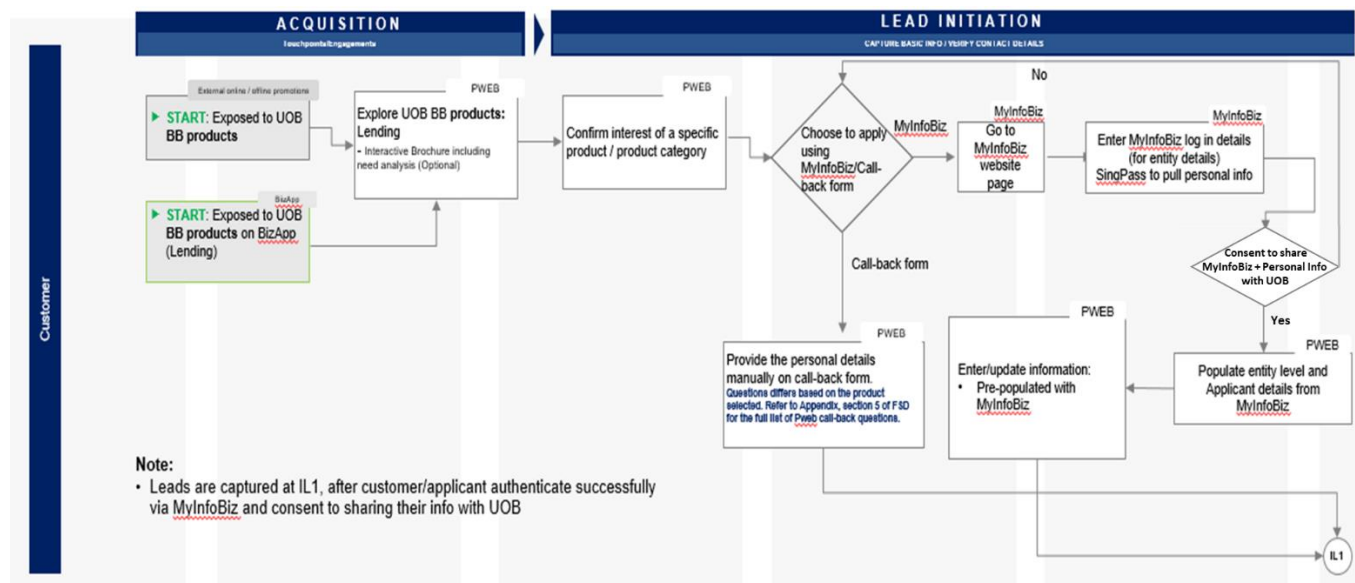 ACQUISITION
Touchpoints/Engagements
LEAD INITIATION
CAPTURE BASIC INFO / VERIFY CONTACT DETAILS
Customer
External online / offline promotions
START: Exposed to UOB
BB products
BizApp
START: Exposed to UOB
BB products on BizApp
(Lending)
PWEB
Explore UOB BB products:
Lending
- Interactive Brochure including
need analysis (Optional)
PWEB
Confirm interest of a specific
product / product category
Choose to apply
using
MyInfoBiz/Call-
back form
MyInfoBiz
No
MyInfoBiz
Go to
MyInfoBiz
website
page
MyInfoBiz
Enter MyInfoBiz log in details
(for entity details)
SingPass to pull personal info
Consent to share
MyInfoBiz + Personal Info
with UOB
Yes
Call-back form
PWEB
Provide the personal details
manually on call-back form.
Questions differs based on the product
selected. Refer to Appendix, section 5 of FSD
for the full list of Pweb call-back questions.
PWEB
Enter/update information:
• Pre-populated with
MyInfoBiz
PWEB
Populate entity level and
Applicant details from
MyInfoBiz
Note:
• Leads are captured at IL1, after customer/applicant authenticate successfully
via MyInfoBiz and consent to sharing their info with UOB
IL1